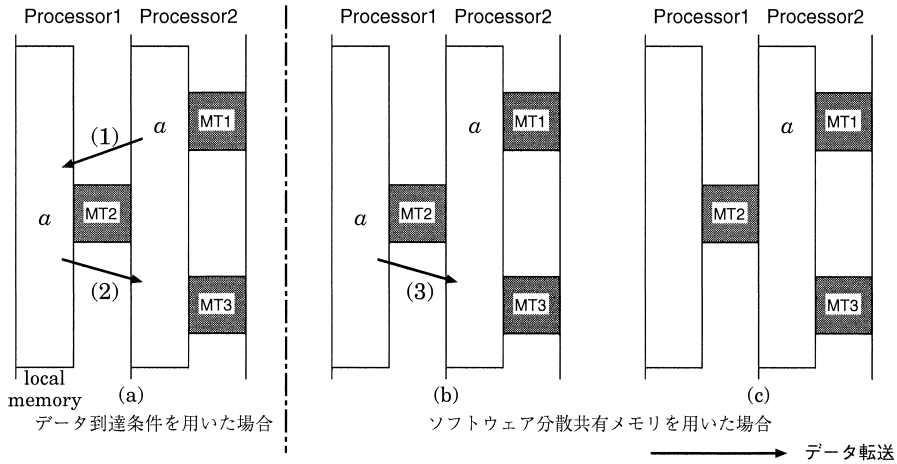 Processor1 Processor2
a
a
(1)
(2)
MT1
MT2
MT3
local
memory
(a)
データ到達条件を用いた場合
Processor1 Processor2
a
a
(3)
MT1
MT2
MT3
(b)
Processor1 Processor2
a
MT1
MT2
MT3
(c)
ソフトウェア分散共有メモリを用いた場合
データ転送